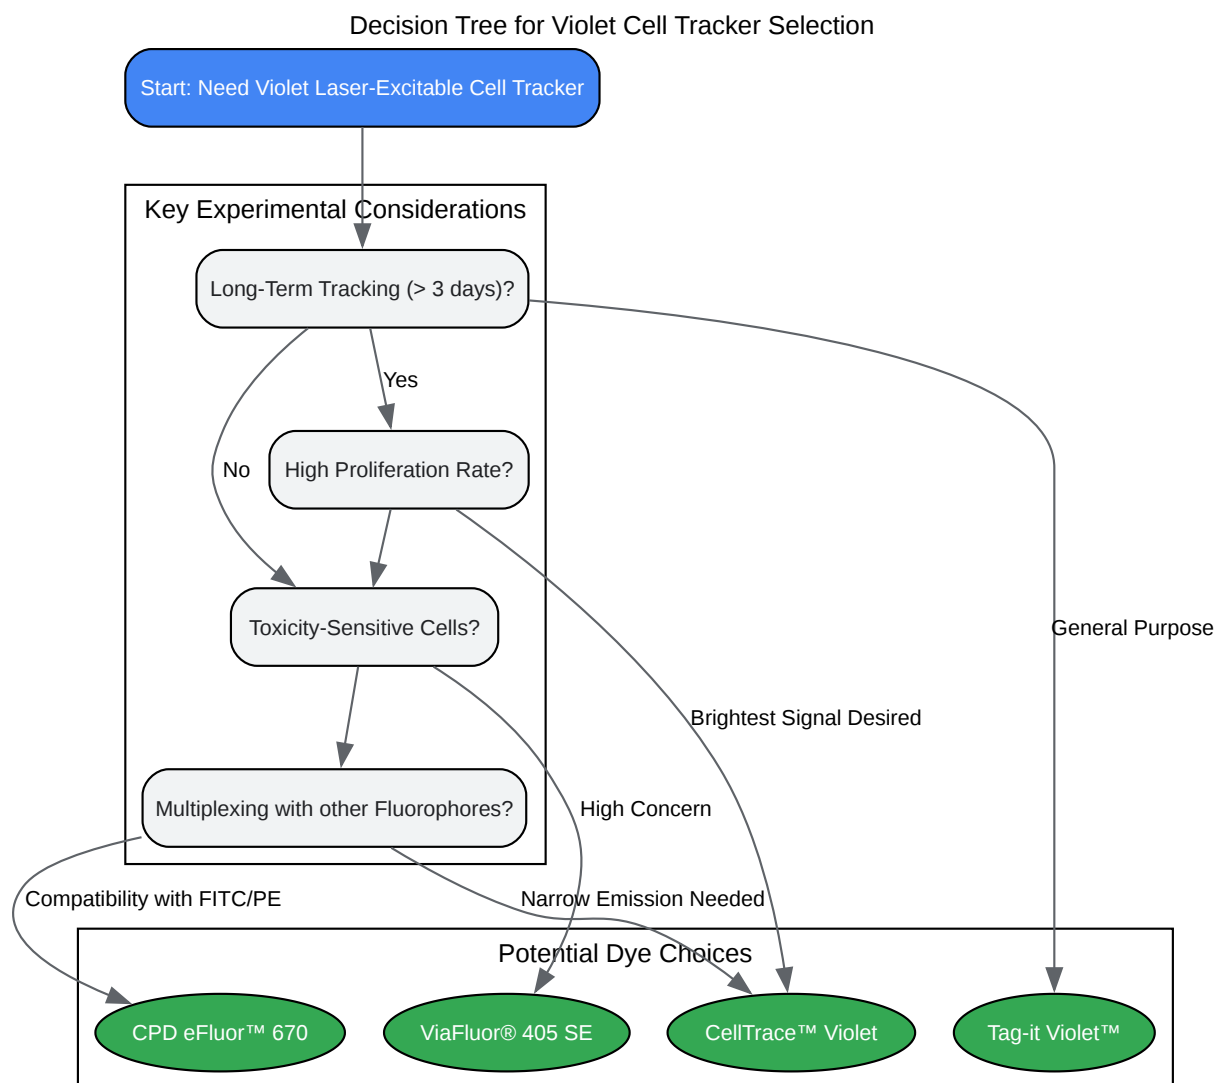 Decision Tree for Violet Cell Tracker Selection
Start: Need Violet Laser-Excitable Cell Tracker
Key Experimental Considerations
Long-Term Tracking (> 3 days)?
Yes
High Proliferation Rate?
No
Toxicity-Sensitive Cells?
General Purpose
Brightest Signal Desired
Multiplexing with other Fluorophores?
High Concern
Compatibility with FITC/PE
Narrow Emission Needed
Potential Dye Choices
CPD eFluor™ 670
ViaFluor® 405 SE
CellTrace™ Violet
Tag-it Violet™